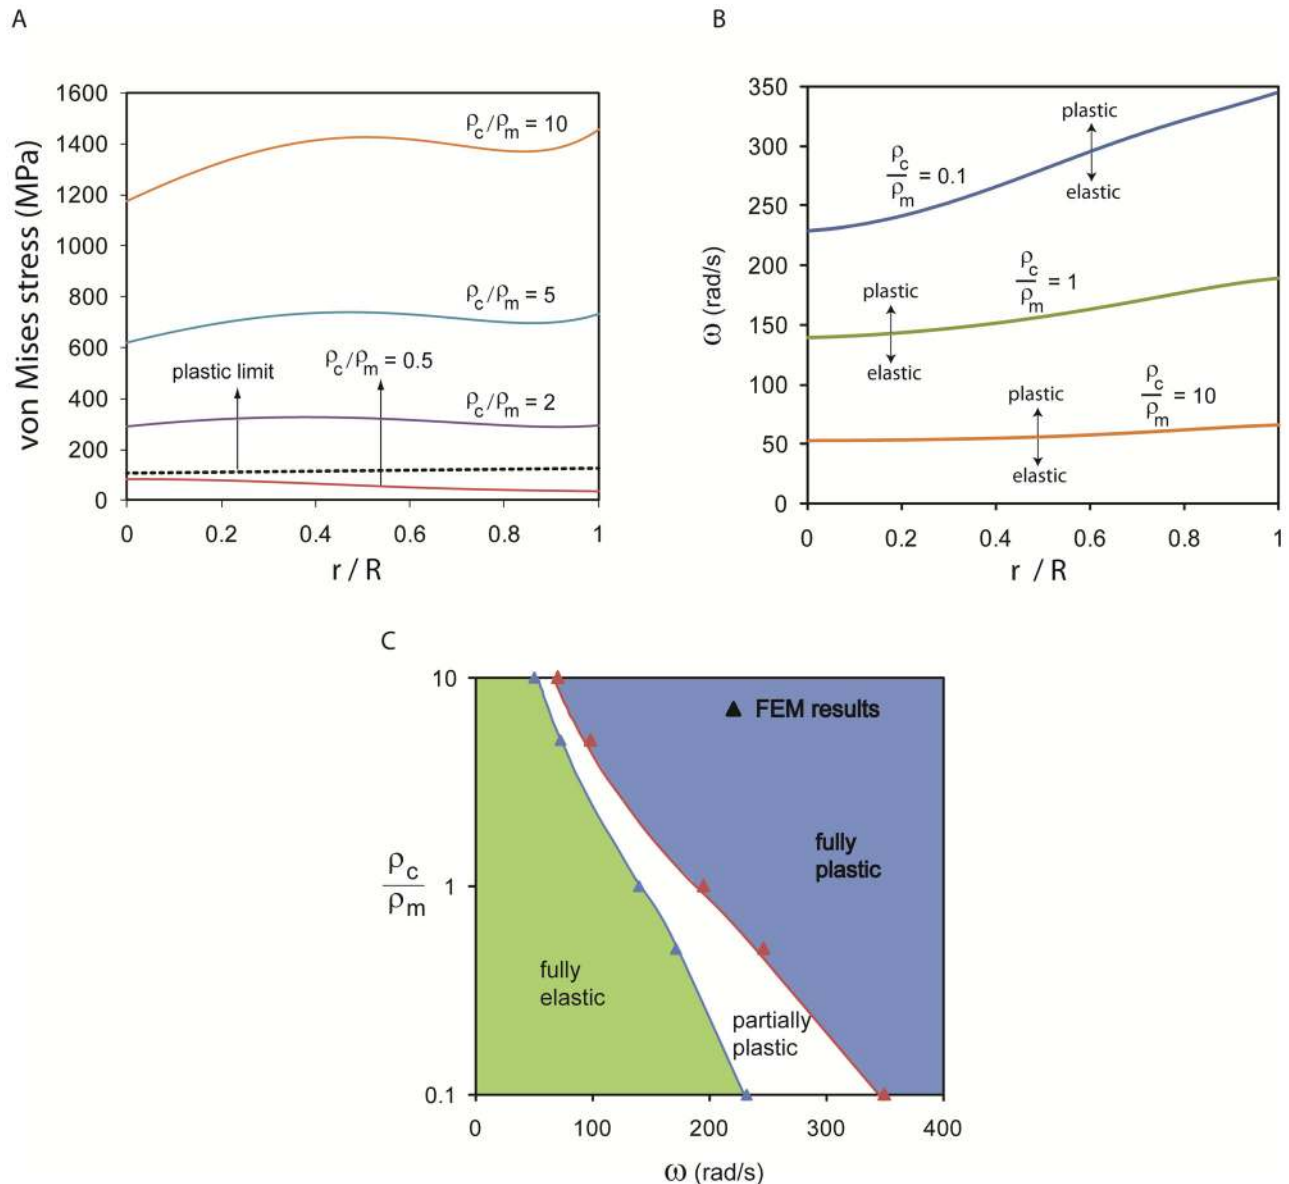 A
von Mises stress (MPa)
1600
1400
1200
1000
800
600
400
200
0
ρc/ρm = 10
ρc/ρm = 5
plastic limit
ρc/ρm = 0.5
ρc/ρm = 2
0 0.2 0.4 0.6 0.8 1
r / R
B
ω (rad/s)
350
300
250
200
150
100
50
0
plastic
elastic
ρc/ρm = 0.1
plastic
elastic
ρc/ρm = 1
plastic
elastic
ρc/ρm = 10
0 0.2 0.4 0.6 0.8 1
r / R
C
ρc/ρm
10
1
0.1
▲ FEM results
fully
plastic
fully
elastic
partially
plastic
0 100 200 300 400
ω (rad/s)